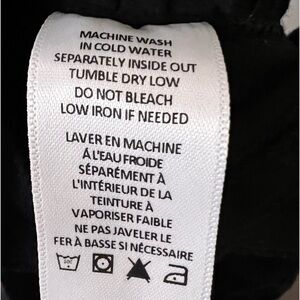 MACHINE WASH
IN COLD WATER
SEPARATELY INSIDE OUT
TUMBLE DRY LOW
DO NOT BLEACH
LOW IRON IF NEEDED
LAVER EN MACHINE
Á L'EAU FROIDE
SÉPARÉMENT À
L'INTÉRIEUR DE LA
TEINTURE À
VAPORISER FAIBLE
NE PAS JAVELER LE
FER À BASSE SI NÉCESSAIRE